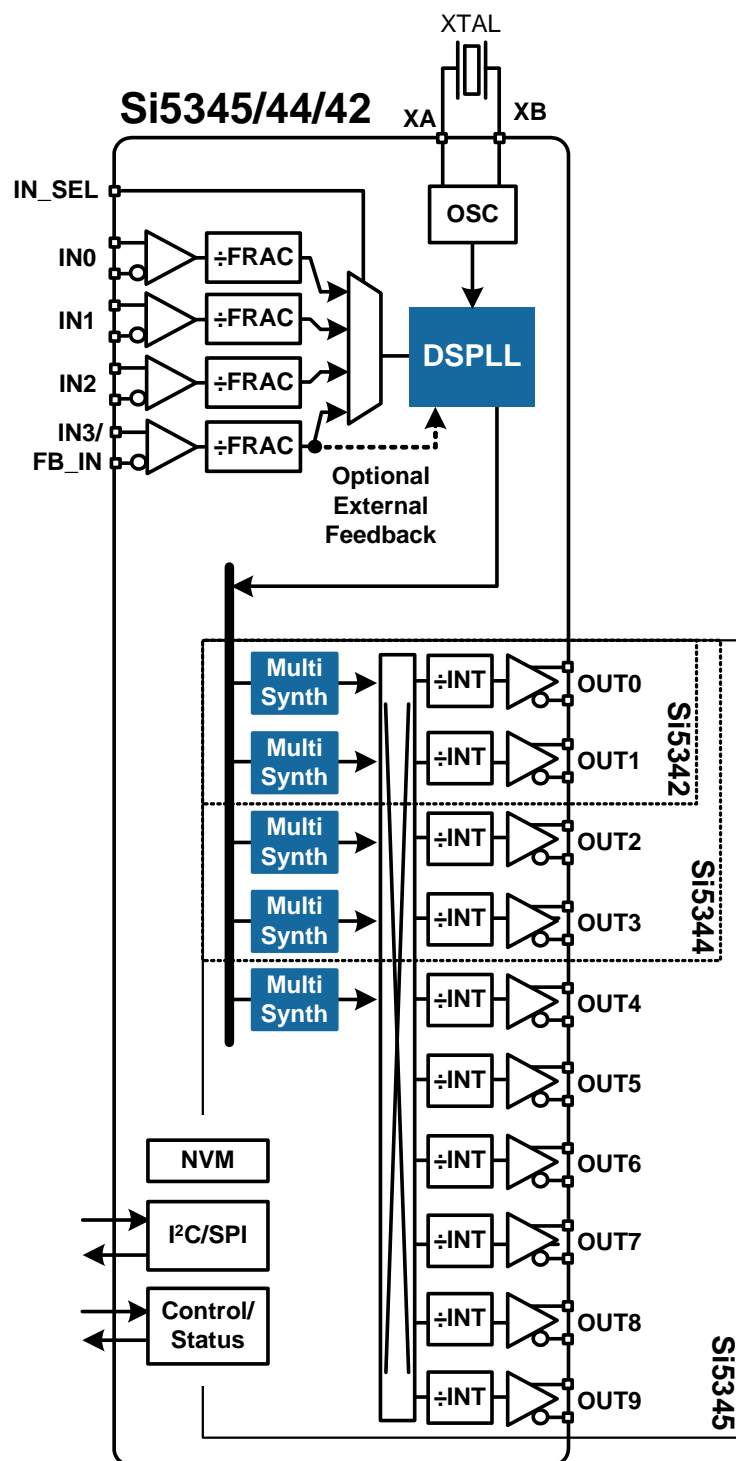 XTAL
Si5345/44/42
XA
XB
IN_SEL
OSC
IN0
÷FRAC
IN1
÷FRAC
DSPLL
IN2
÷FRAC
IN3/
FB_IN
÷FRAC
Optional
External
Feedback
Multi
Synth
÷INT
OUT0
Multi
Synth
÷INT
OUT1
Si5342
Multi
Synth
÷INT
OUT2
Multi
Synth
÷INT
OUT3
Si5344
Multi
Synth
÷INT
OUT4
÷INT
OUT5
NVM
÷INT
OUT6
I²C/SPI
÷INT
OUT7
Control/
Status
÷INT
OUT8
÷INT
OUT9
Si5345